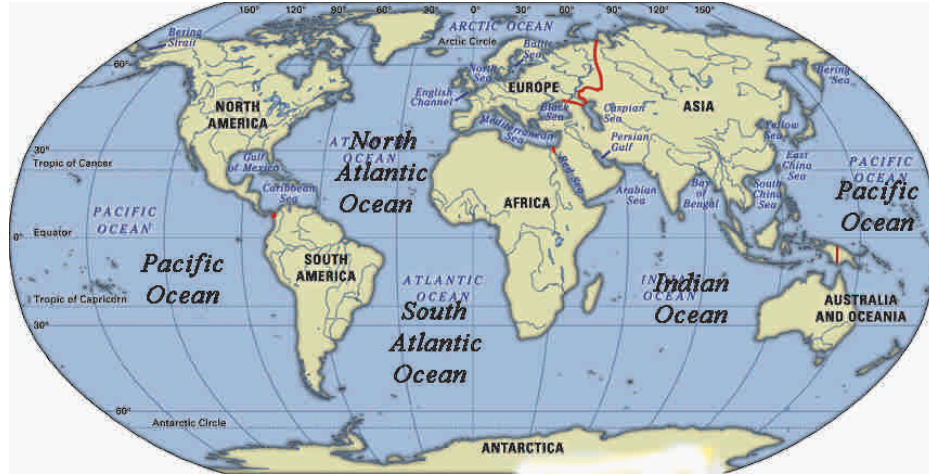 150° 120° 90° 60° 30° 0° 30° 60° 90° 120° 150°
ARCTIC OCEAN
Arctic Circle
Bering
Strait
Baltic
Sea
North
Sea
60°
Bering
Sea
NORTH
AMERICA
English
Channel
EUROPE
ASIA
Black
Sea
Caspian
Sea
Mediterranean
Sea
Persian
Gulf
Yellow
Sea
East
China
Sea
30°
Tropic of Cancer
Gulf
of Mexico
ATLANTIC
OCEAN
North
Atlantic
Ocean
Red Sea
Arabian
Sea
Bay
of
Bengal
South
China
Sea
PACIFIC
OCEAN
Pacific
Ocean
Caribbean
Sea
AFRICA
PACIFIC
OCEAN
0°
Equator
Pacific
Ocean
SOUTH
AMERICA
ATLANTIC
OCEAN
South
Atlantic
Ocean
INDIAN
OCEAN
Indian
Ocean
Tropic of Capricorn
AUSTRALIA
AND OCEANIA
30°
60°
Antarctic Circle
ANTARCTICA